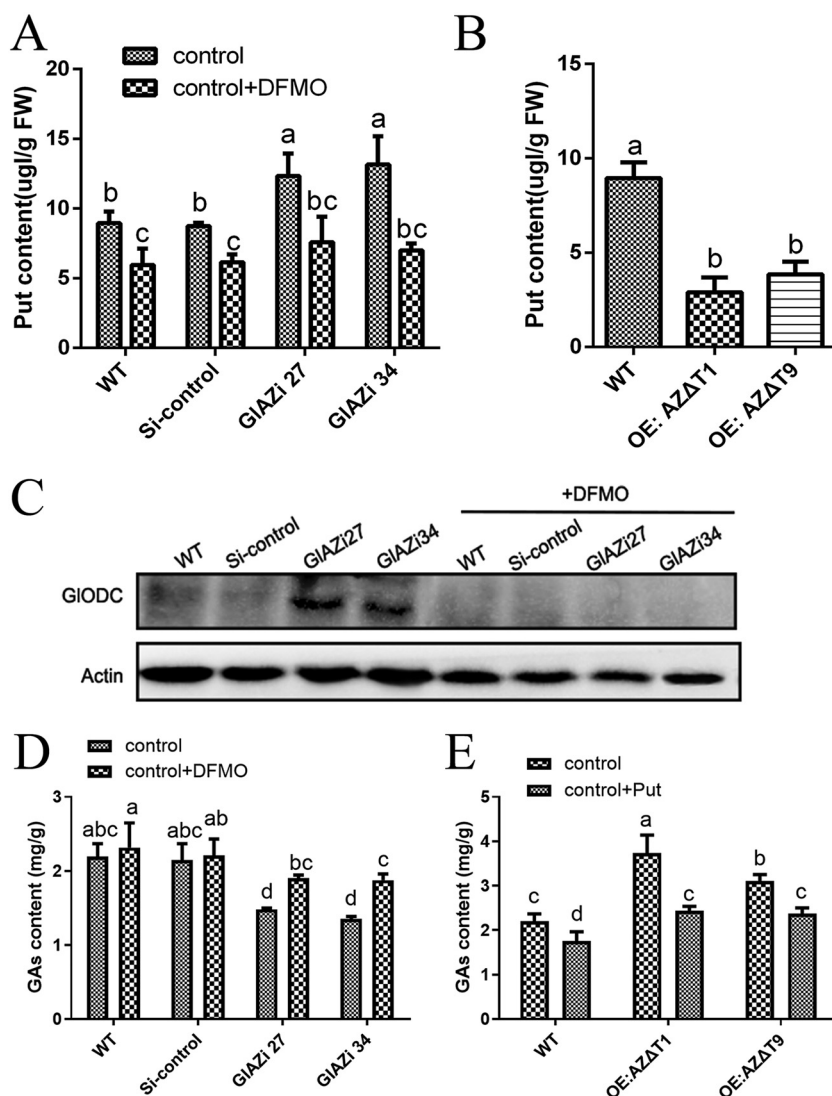 A
control
control+DFMO
Put content(ugl/g FW)
20
15
10
5
0
b
c
b
c
a
bc
a
bc
WT
Si-control
GlAZi 27
GlAZi 34
B
Put content(ugl/g FW)
15
10
5
0
a
b
b
WT
OE: AZΔT1
OE: AZΔT9
C
+DFMO
WT
Si-control
GlAZi27
GlAZi34
WT
Si-control
GlAZi27
GlAZi34
GlODC
Actin
D
control
control+DFMO
GAs content (mg/g)
3
2
1
0
abc
a
abc
ab
d
bc
d
c
WT
Si-control
GlAZi 27
GlAZi 34
E
control
control+Put
GAs content (mg/g)
5
4
3
2
1
0
c
d
a
c
b
c
WT
OE:AZΔT1
OE:AZΔT9